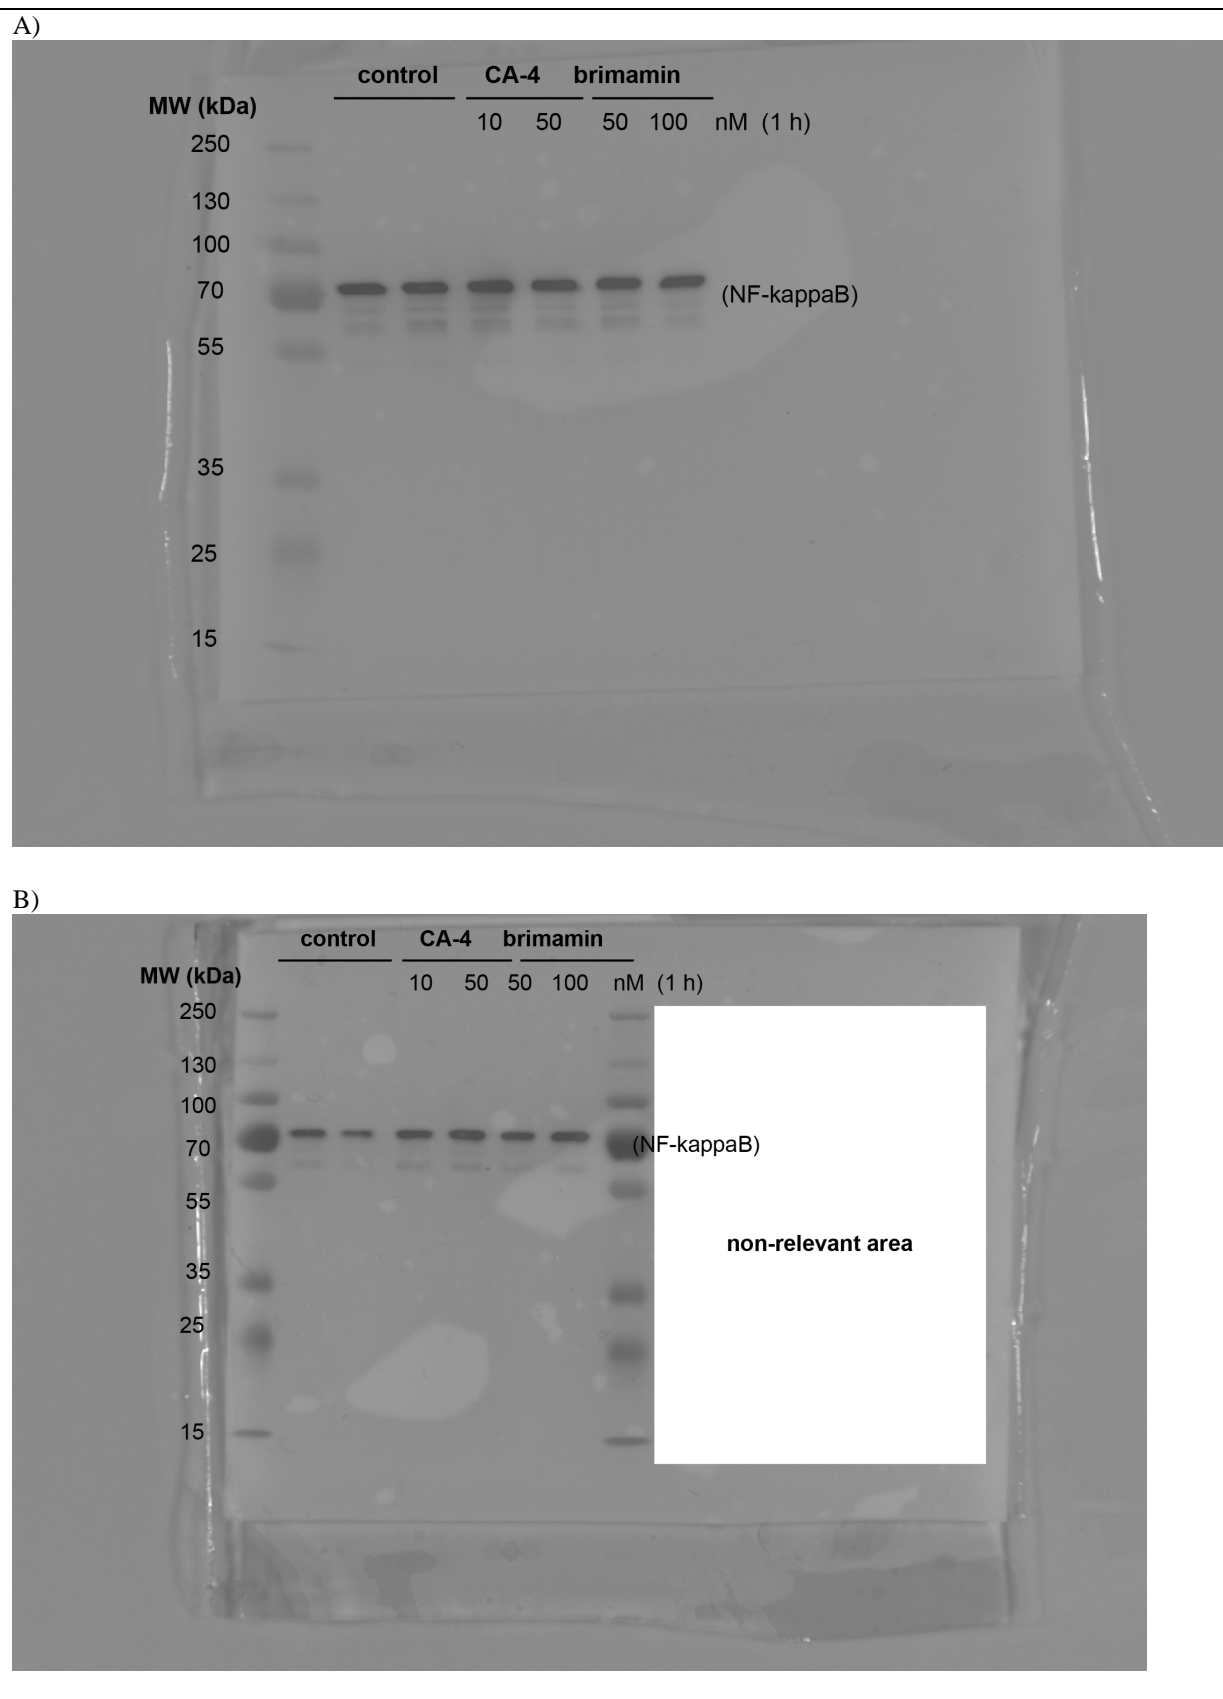 A)
control CA-4 brimamin
MW (kDa)
10 50 50 100 nM (1 h)
250
130
100
70
(NF-kappaB)
55
35
25
15
B)
control CA-4 brimamin
MW (kDa)
10 50 50 100 nM (1 h)
250
130
100
70
(NF-kappaB)
55
non-relevant area
35
25
15